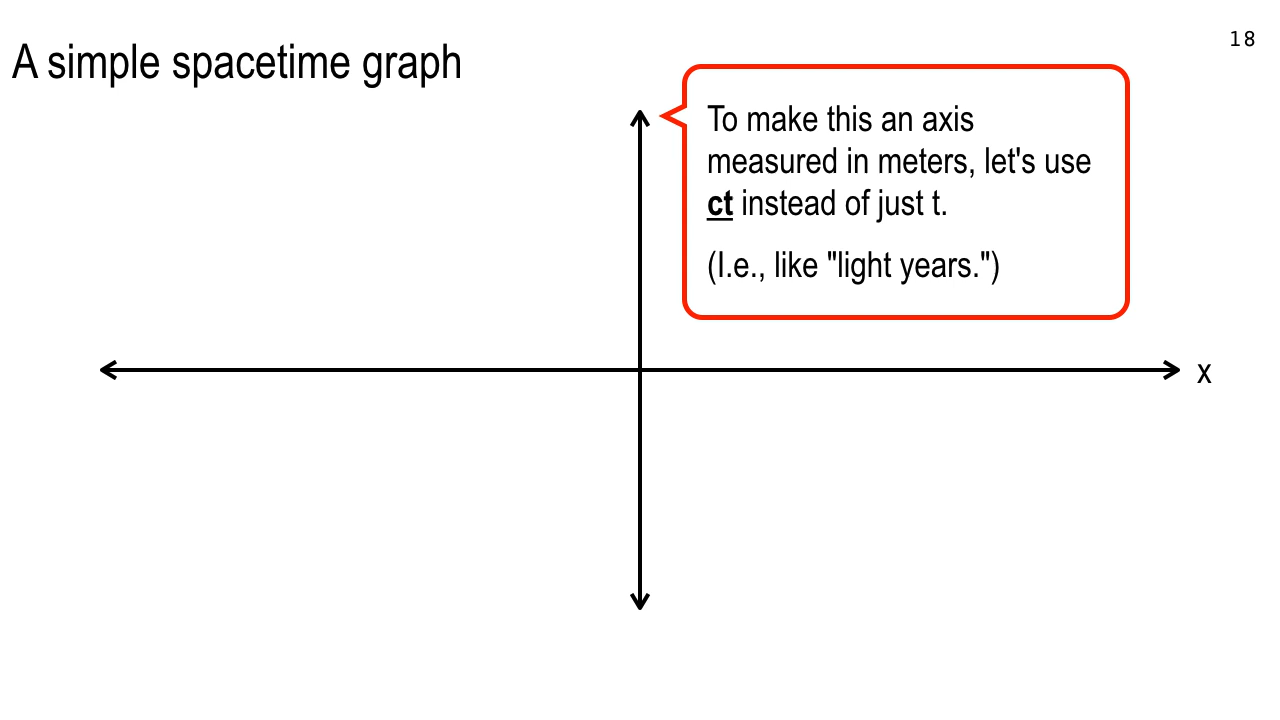 18
A simple spacetime graph
To make this an axis
measured in meters, let's use
ct instead of just t.
(I.e., like "light years.")
x